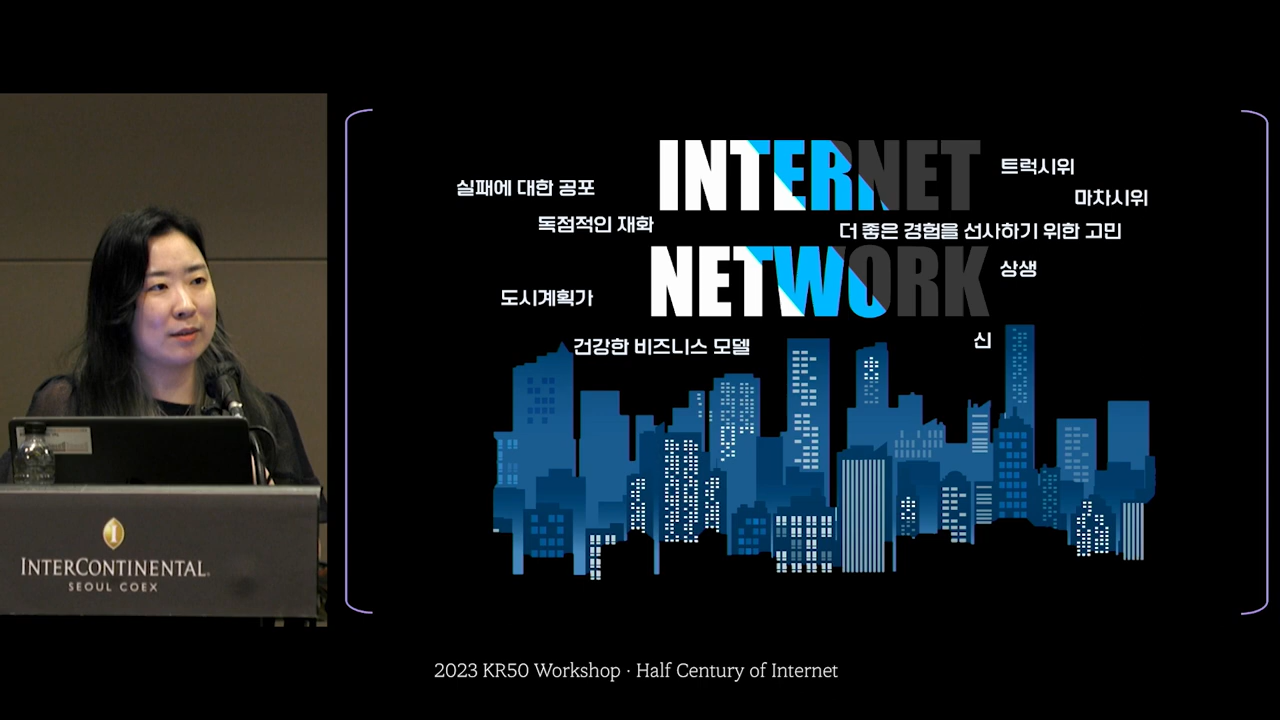 INTERNET
트럭시위
실패에 대한 공포
마차시위
독점적인 재화
더 좋은 경험을 선사하기 위한 고민
NETWORK
상생
도시계획가
신
건강한 비즈니스 모델
I
INTERCONTINENTAL
SEOUL COEX
2023 KR50 Workshop · Half Century of Internet